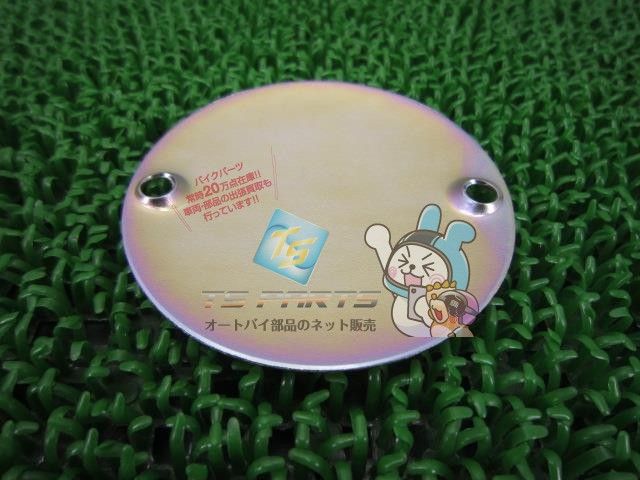 バイクパーツ
常時20万点在庫!!
車両・部品の出張買取も
行っています!!
TS
TS PARTS
オートバイ部品のネット販売